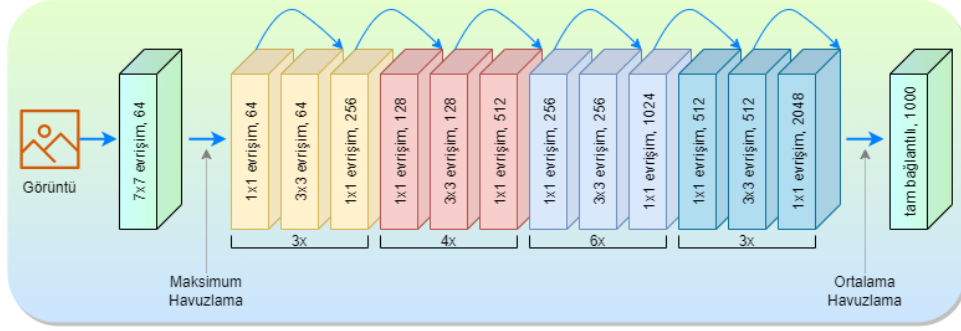 Görüntü
7x7 evrişim, 64
Maksimum
Havuzlama
1x1 evrişim, 64
3x3 evrişim, 64
1x1 evrişim, 256
3x
1x1 evrişim, 128
3x3 evrişim, 128
1x1 evrişim, 512
4x
1x1 evrişim, 256
3x3 evrişim, 256
1x1 evrişim, 1024
6x
1x1 evrişim, 512
3x3 evrişim, 512
1x1 evrişim, 2048
3x
Ortalama
Havuzlama
tam bağlantılı, 1000